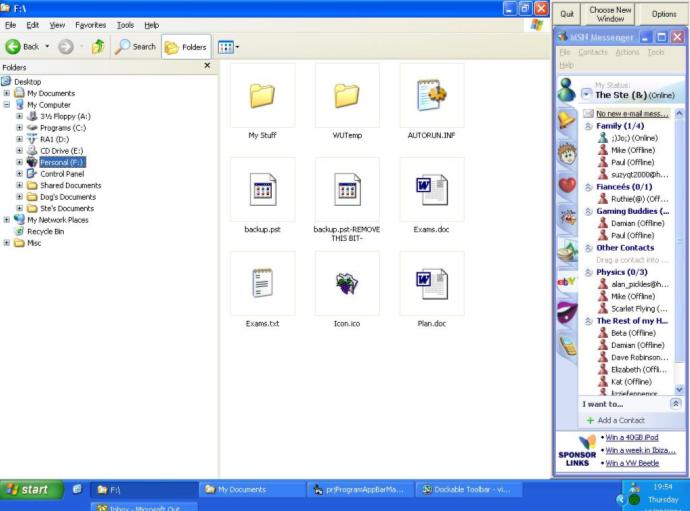 F:\
File Edit View Favorites Tools Help
Back Search Folders
Folders
Desktop
My Documents
My Computer
3½ Floppy (A:)
Programs (C:)
RA1 (D:)
CD Drive (E:)
Personal (F:)
Control Panel
Shared Documents
Dog's Documents
Ste's Documents
My Network Places
Recycle Bin
Misc
My Stuff
WUTemp
AUTORUN.INF
backup.pst
backup.pst-REMOVE
THIS BIT-
Exams.doc
Exams.txt
Icon.ico
Plan.doc
Quit
Choose New
Window
Options
MSN Messenger
File Contacts Actions Tools
Help
My Status:
The Ste (&) (Online)
No new e-mail mess...
Family (1/4)
;)Jo;) (Online)
Mike (Offline)
Paul (Offline)
suzyqt2000@h...
Fianceés (0/1)
Ruthie(@) (Off...
Gaming Buddies (...
Damian (Offline)
Paul (Offline)
Other Contacts
Drag a contact into ...
Physics (0/3)
alan_pickles@h...
Mike (Offline)
Scarlet Flying (...
The Rest of my H...
Beta (Offline)
Damian (Offline)
Dave Robinson...
Elizabeth (Offli...
Kat (Offline)
I want to...
Add a Contact
SPONSOR
LINKS
• Win a 40GB iPod
• Win a week in Ibiza...
• Win a VW Beetle
ebY
start
F:\
My Documents
prjProgramAppBarMa...
Dockable Toolbar - vi...
Inbox - Microsoft Out...
19:54
Thursday